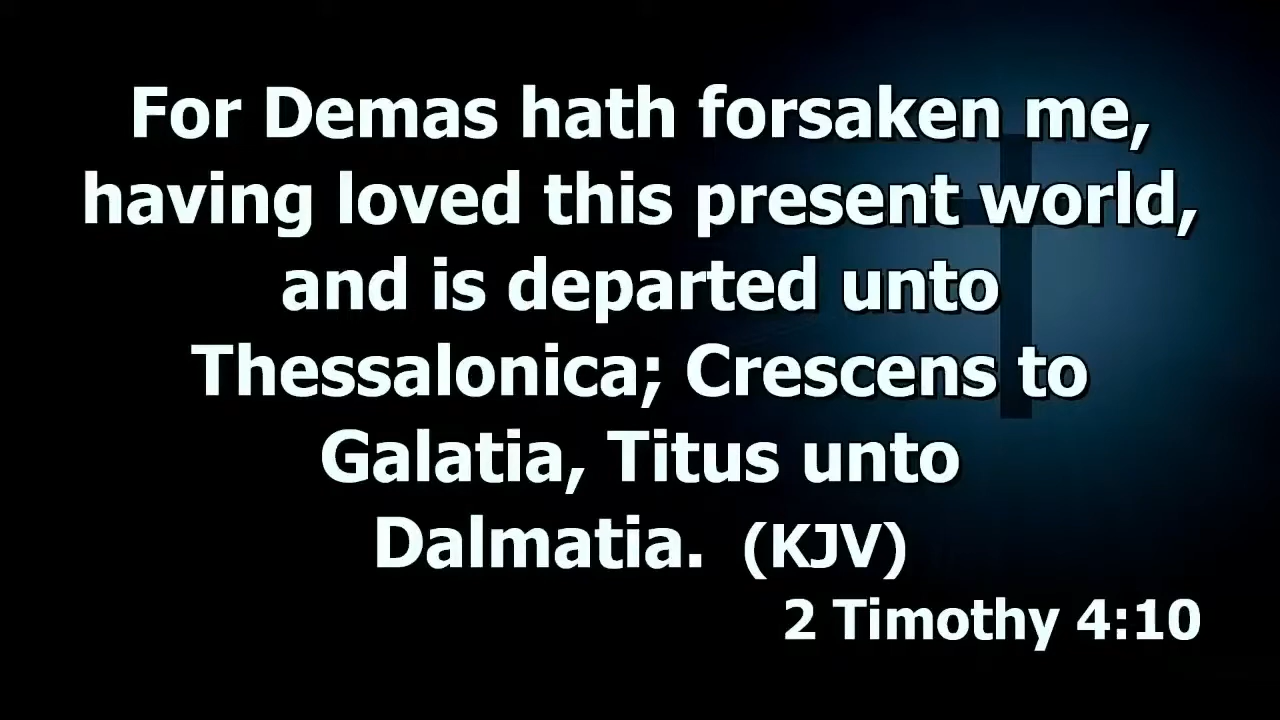 For Demas hath forsaken me,
having loved this present world,
and is departed unto
Thessalonica; Crescens to
Galatia, Titus unto
Dalmatia. (KJV)
2 Timothy 4:10